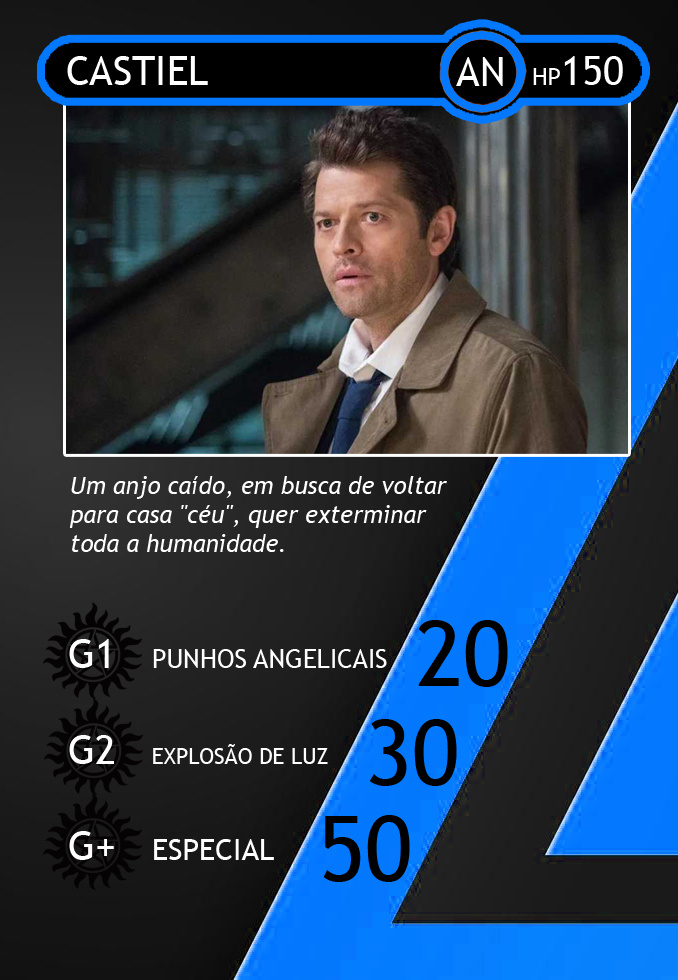 CASTIEL AN HP150
Um anjo caído, em busca de voltar
para casa "céu", quer exterminar
toda a humanidade.
G1 PUNHOS ANGELICAIS 20
G2 EXPLOSÃO DE LUZ 30
G+ ESPECIAL 50